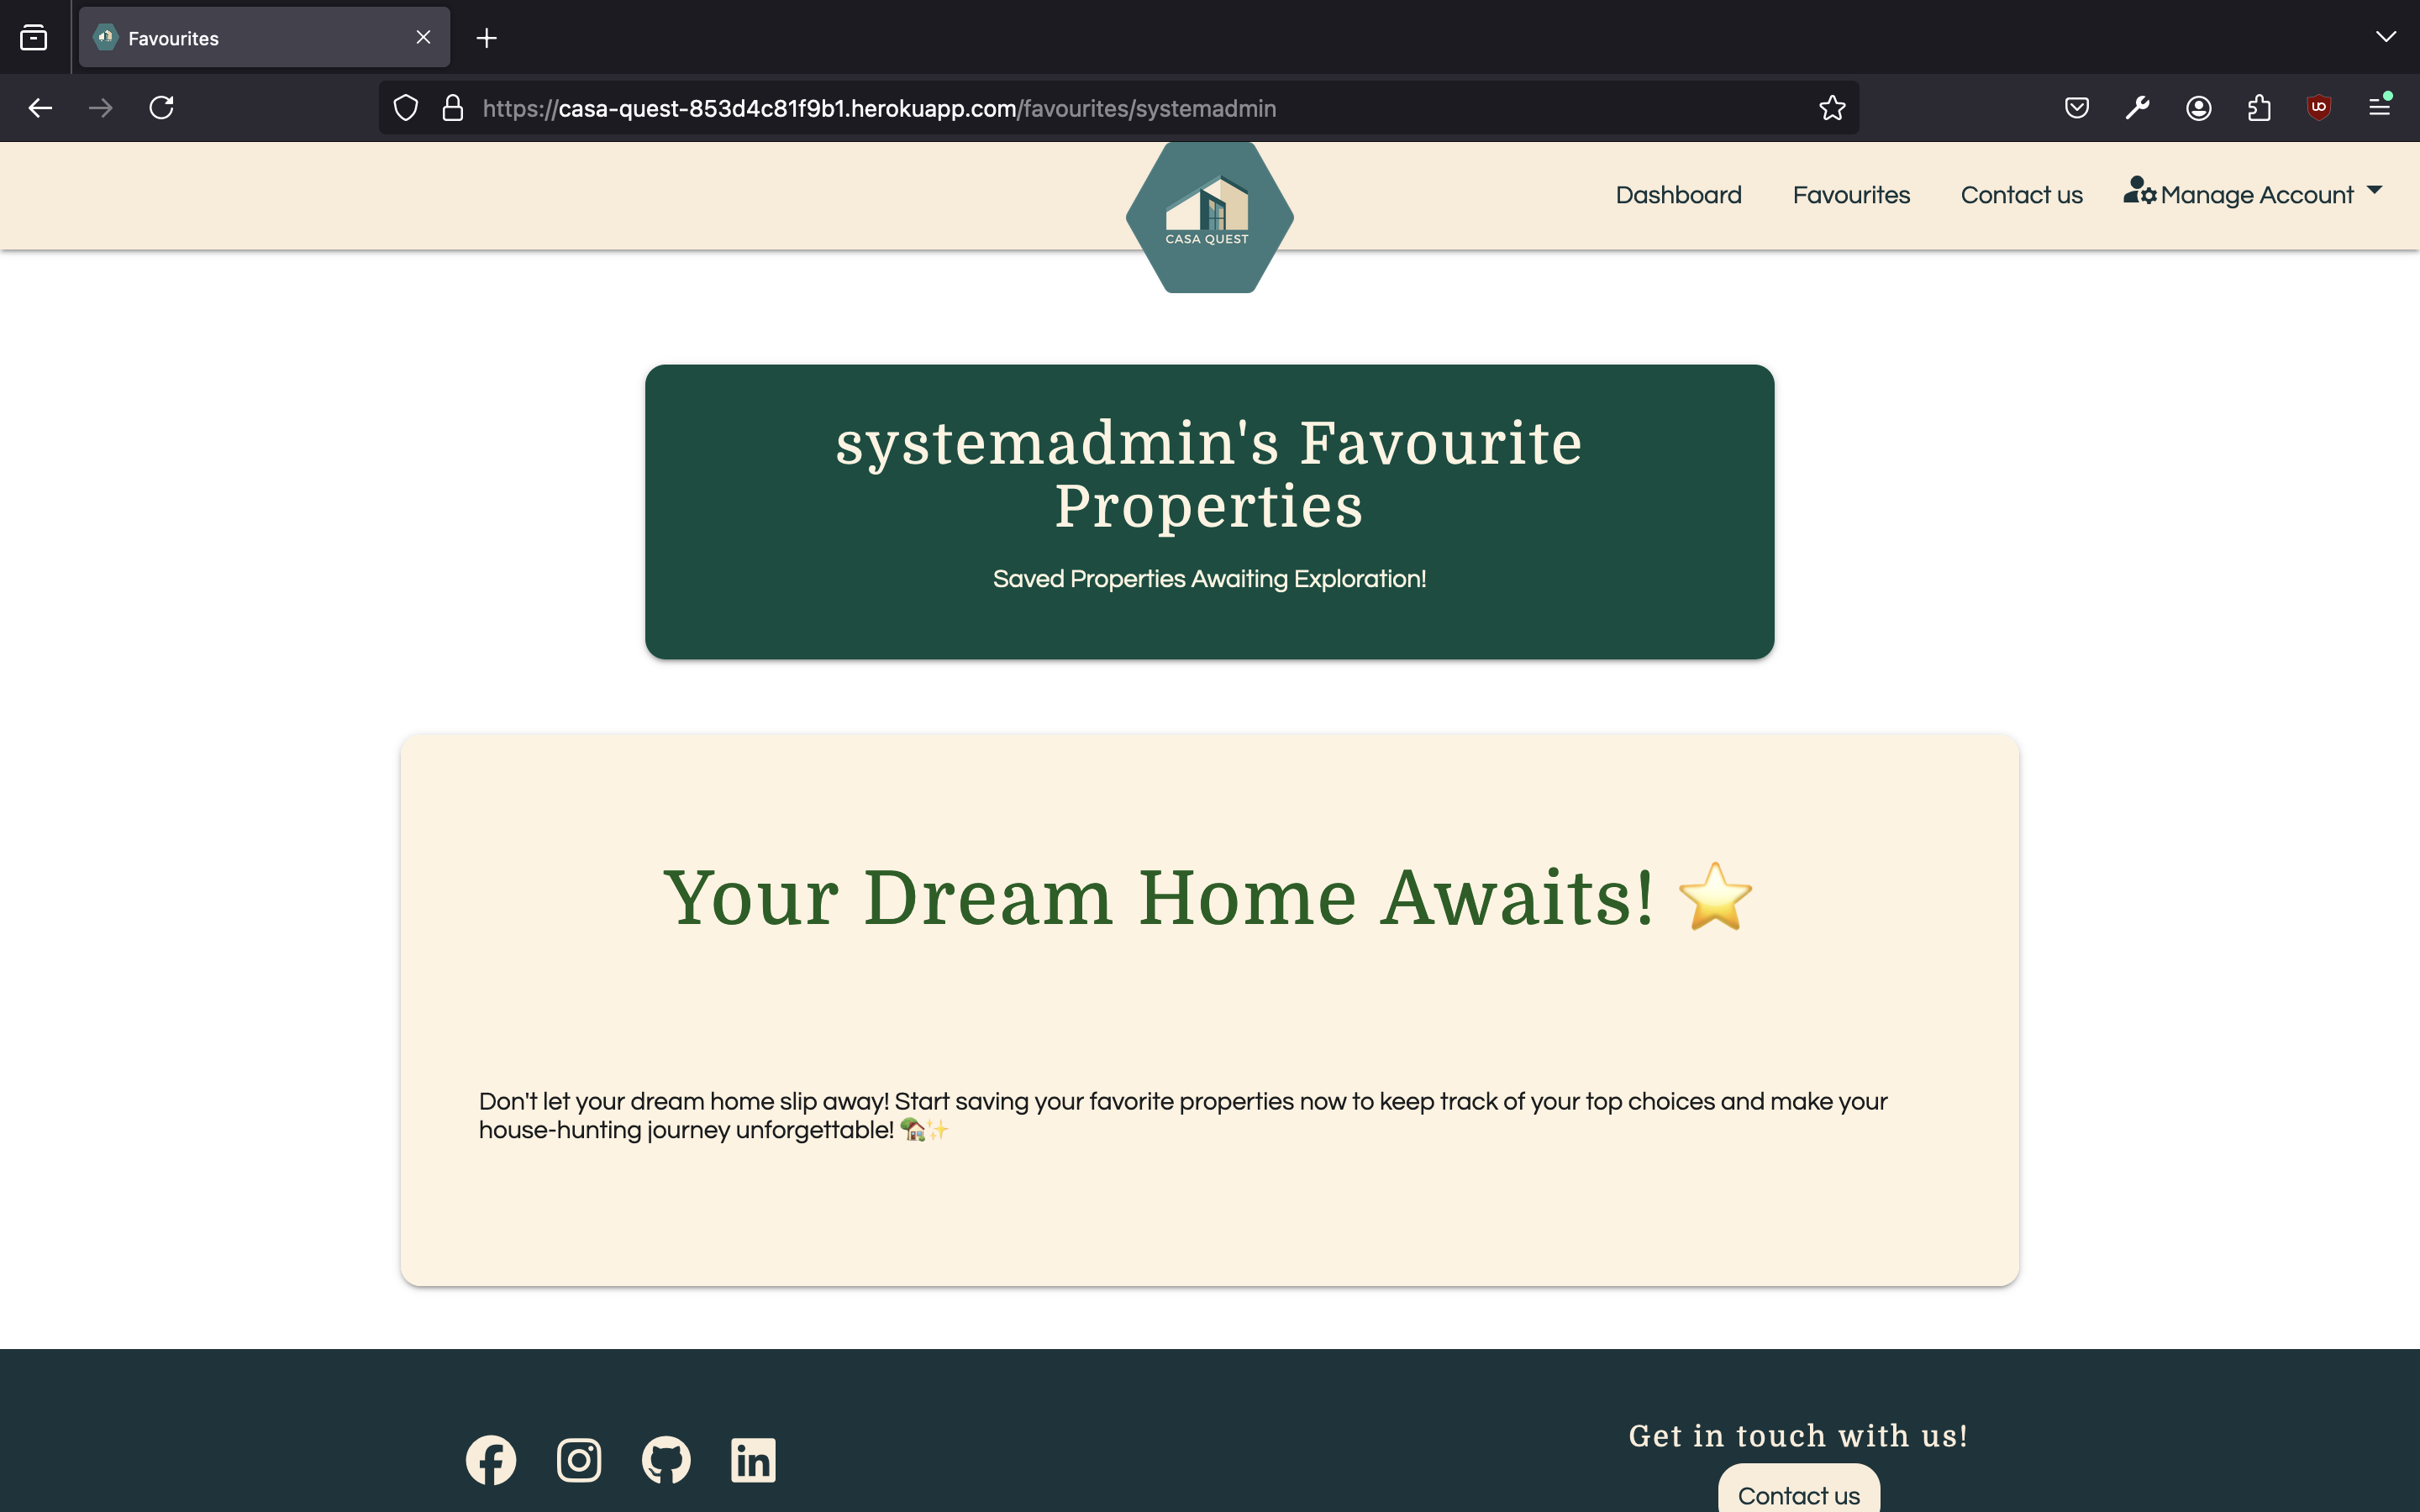 Favourites
https://casa-quest-853d4c81f9b1.herokuapp.com/favourites/systemadmin
CASA QUEST
Dashboard Favourites Contact us Manage Account
systemadmin's Favourite
Properties
Saved Properties Awaiting Exploration!
Your Dream Home Awaits! ⭐
Don't let your dream home slip away! Start saving your favorite properties now to keep track of your top choices and make your
house-hunting journey unforgettable! 🏡✨
Get in touch with us!
Contact us